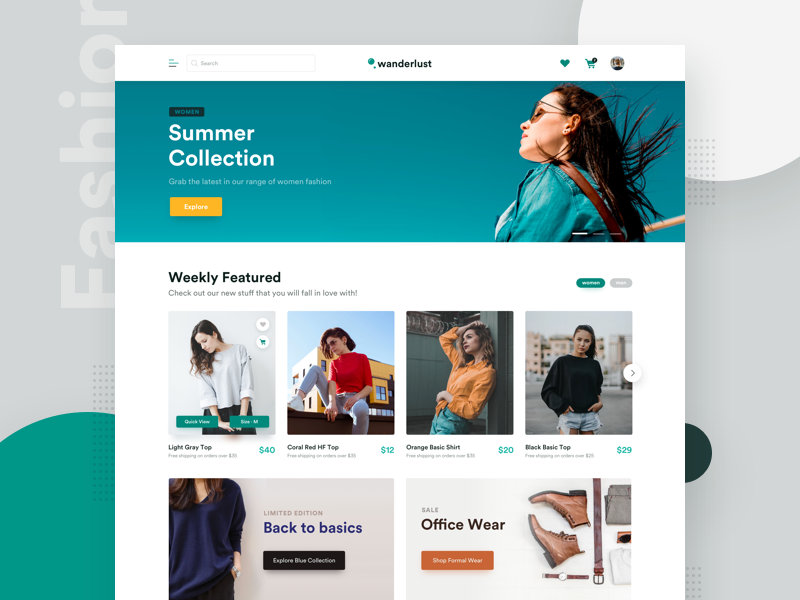 Fashion
Search
wanderlust
WOMEN
Summer
Collection
Grab the latest in our range of women fashion
Explore
Weekly Featured
Check out our new stuff that you will fall in love with!
women
men
Quick View
Size - M
Light Gray Top
$40
Free shipping on orders over $35
Coral Red HF Top
$12
Free shipping on orders over $35
Orange Basic Shirt
$20
Free shipping on orders over $35
Black Basic Top
$29
Free shipping on orders over $25
LIMITED EDITION
Back to basics
Explore Blue Collection
SALE
Office Wear
Shop Formal Wear